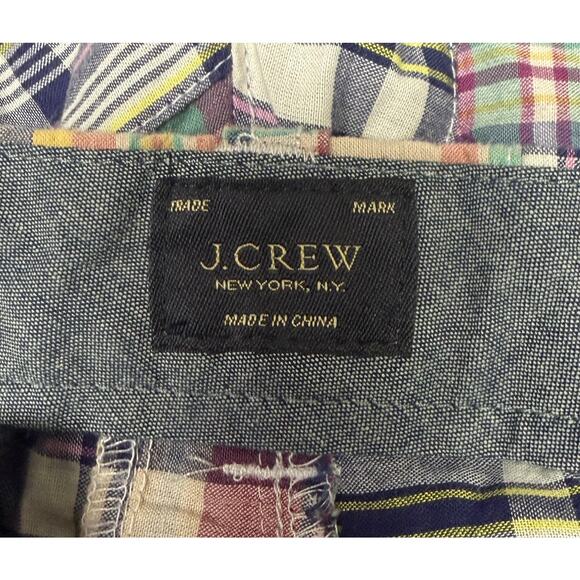 TRADE MARK
J.CREW
NEW YORK, N.Y.
MADE IN CHINA